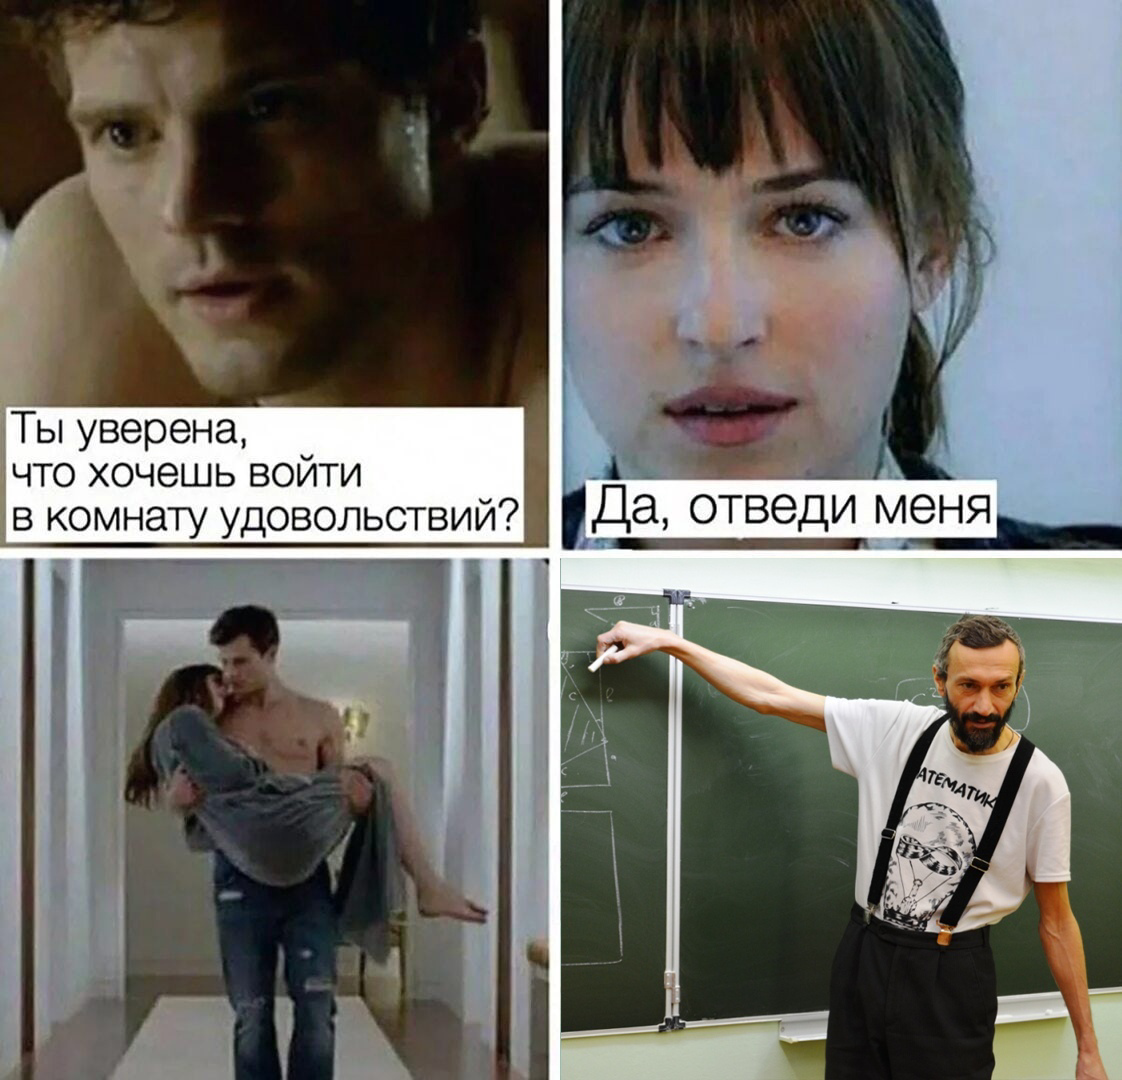 Ты уверена,
что хочешь войти
в комнату удовольствий?
Да, отведи меня
АТЕМАТИК